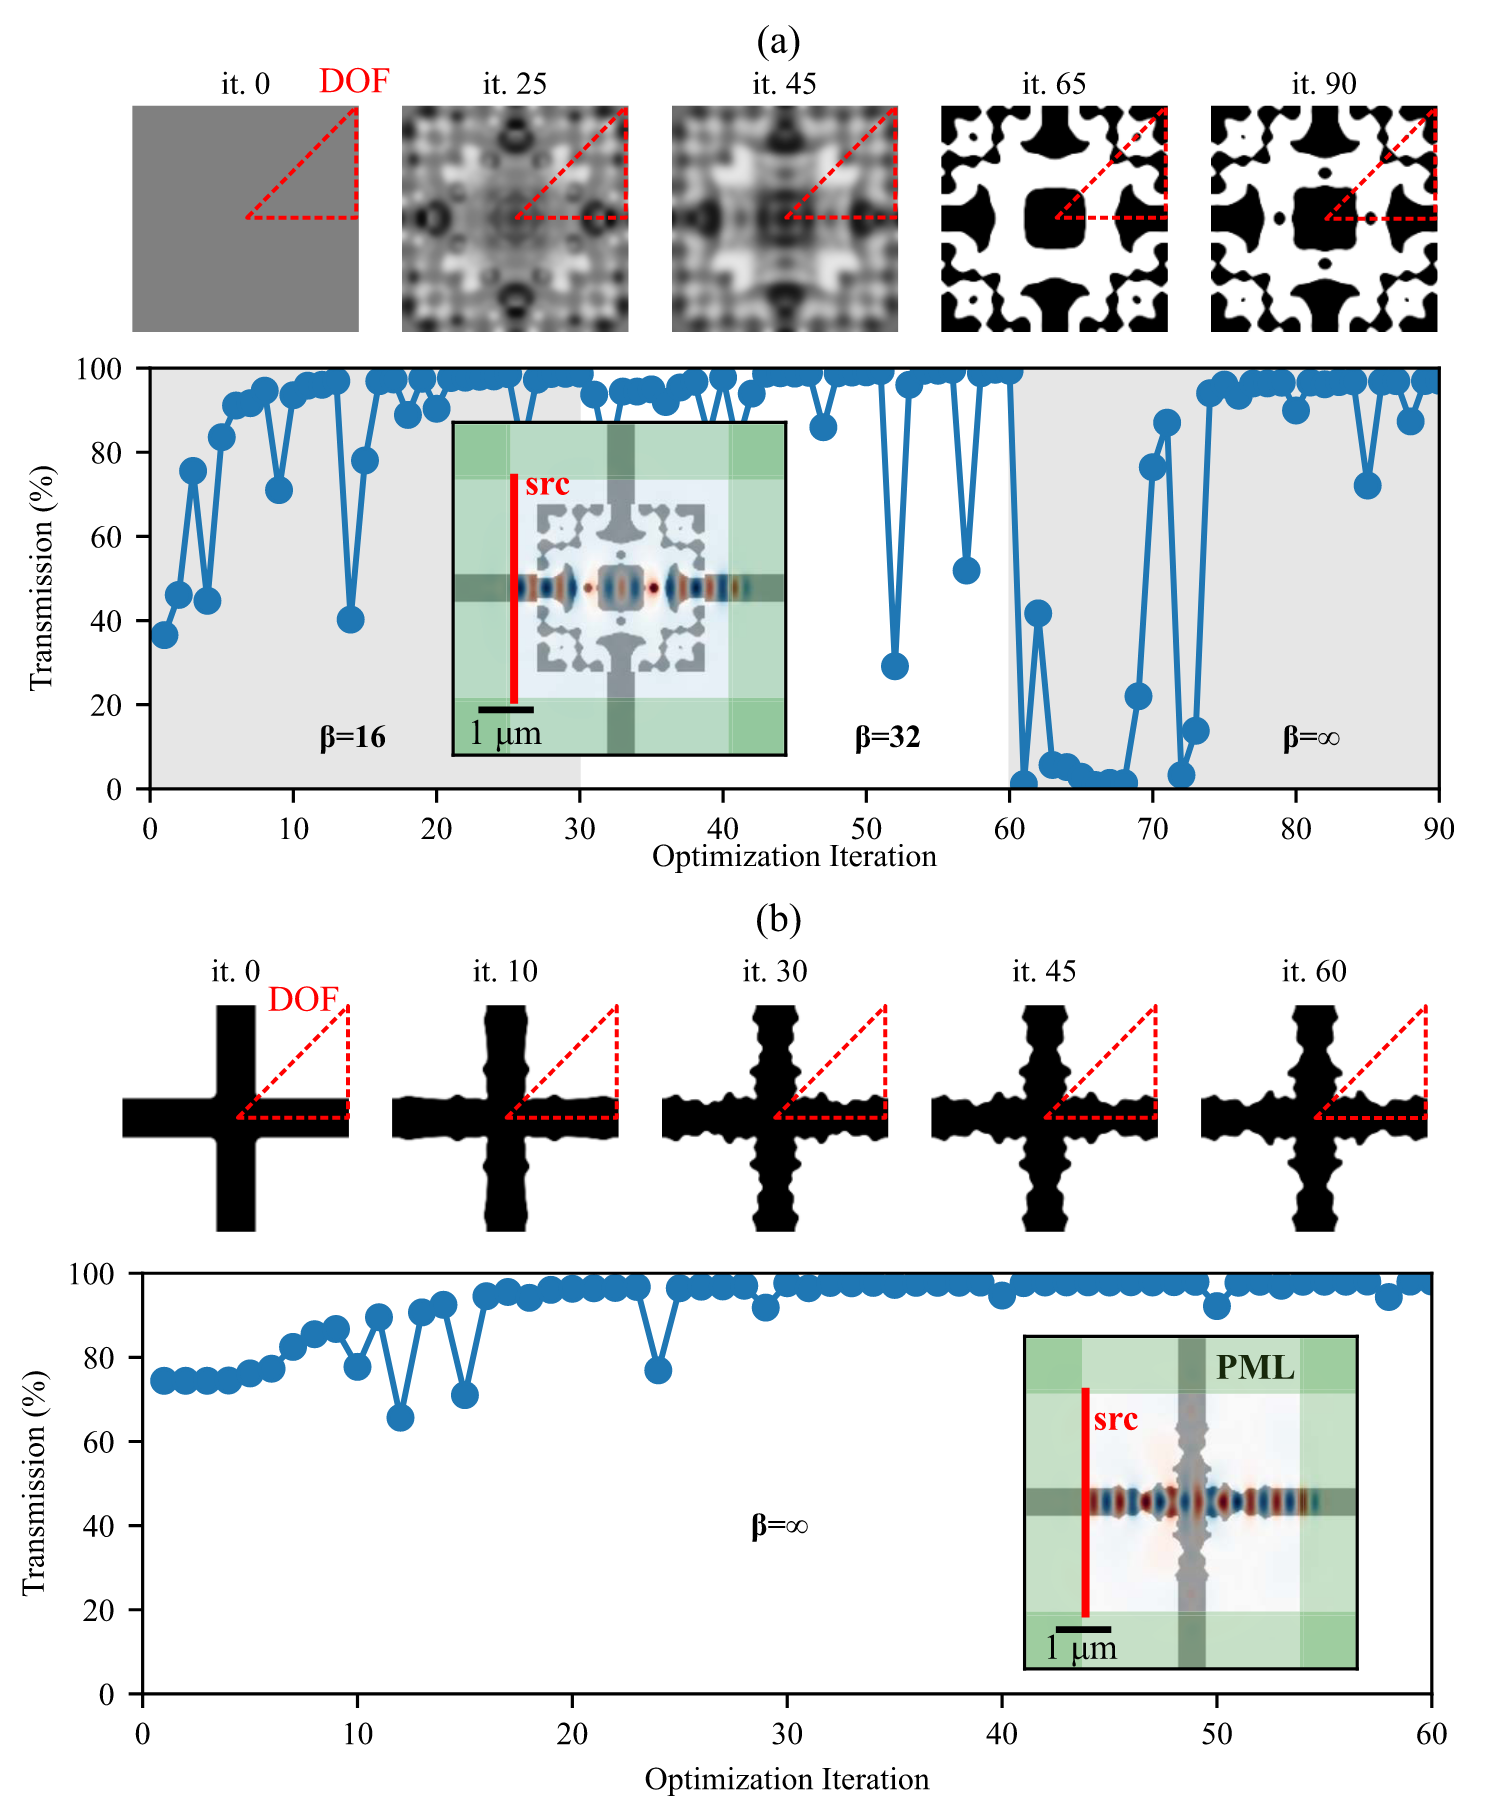 (a)
it. 0 DOF it. 25 it. 45 it. 65 it. 90
100
80
60
40
20
0
Transmission (%)
src
1 μm
β=16
β=32
β=∞
0 10 20 30 40 50 60 70 80 90
Optimization Iteration
(b)
it. 0 it. 10 it. 30 it. 45 it. 60
DOF
100
80
60
40
20
0
Transmission (%)
PML
src
β=∞
1 μm
0 10 20 30 40 50 60
Optimization Iteration